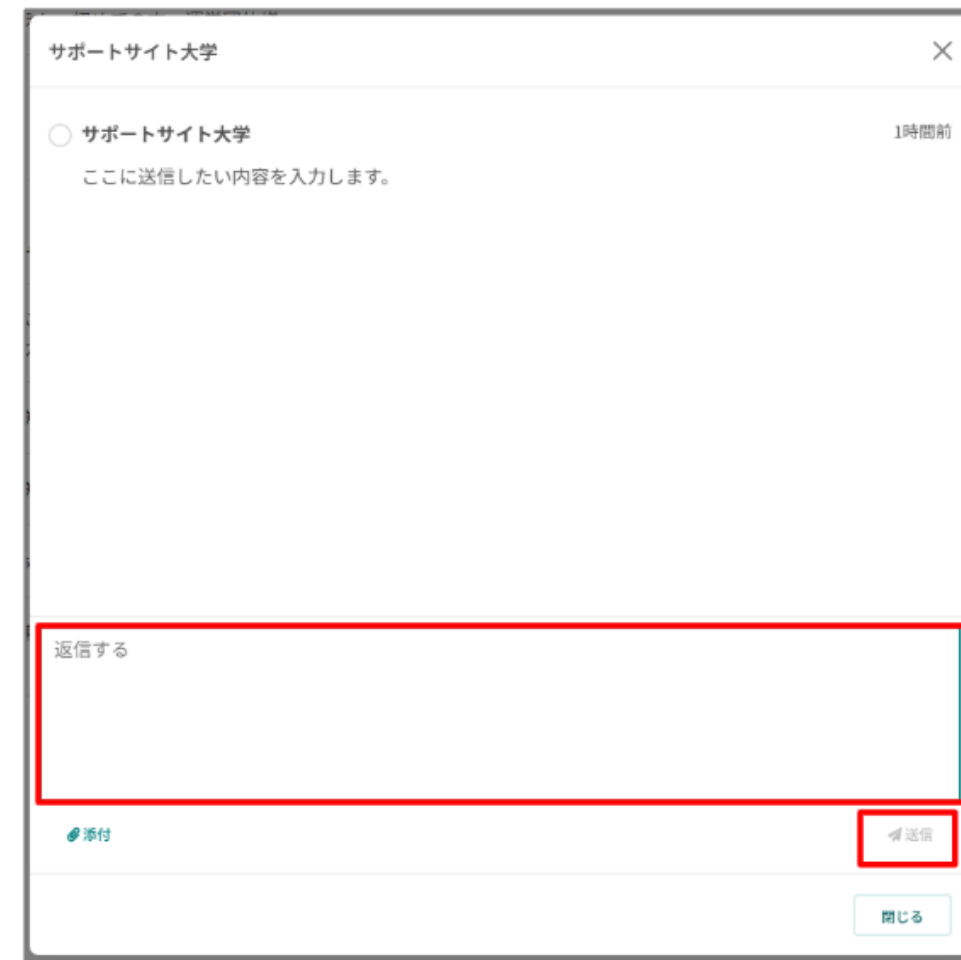 サポートサイト大学
サポートサイト大学
1時間前
ここに送信したい内容を入力します。
返信する
添付
送信
閉じる